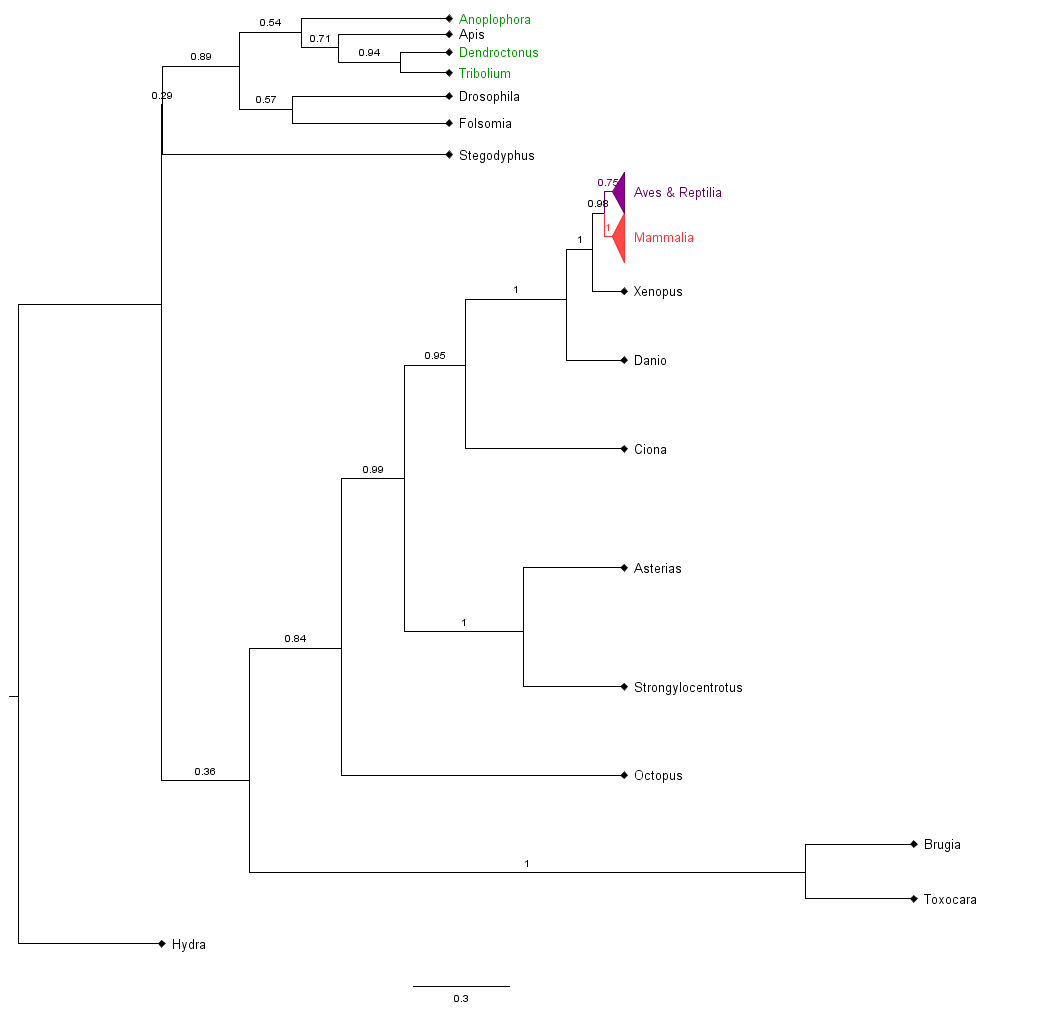 Anoplophora
0.54
Apis
0.71
Dendroctonus
0.94
0.89
Tribolium
0.29
Drosophila
0.57
Folsomia
Stegodyphus
0.75
Aves & Reptilia
0.98
1
Mammalia
1
Xenopus
1
0.95
Danio
Ciona
0.99
Asterias
1
0.84
Strongylocentrotus
0.36
Octopus
Brugia
1
Toxocara
Hydra
0.3